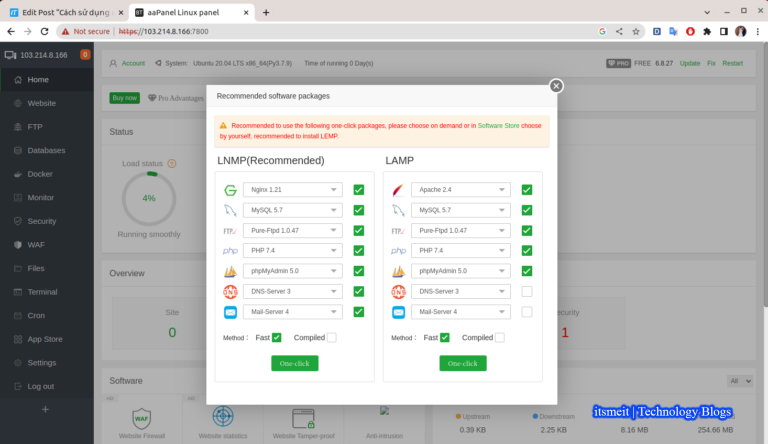 Edit Post "Cách sử dụng
aaPanel Linux panel
Not secure | https://103.214.8.166:7800
103.214.8.166
0
Account
System: Ubuntu 20.04 LTS x86_64(Py3.7.9)
Time of running 0 Day(s)
PRO FREE 6.8.27 Update Fix Restart
Home
Website
FTP
Databases
Docker
Monitor
Security
WAF
Files
Terminal
Cron
App Store
Settings
Log out
Buy now
Pro Advantages
Status
Load status
4%
Running smoothly
Overview
Site
0
ecurity
1
Recommended software packages
Recommended to use the following one-click packages, please choose on demand or in Software Store choose
by yourself, recommended to install LEMP.
LNMP(Recommended)
Nginx 1.21
MySQL 5.7
FTP Pure-Ftpd 1.0.47
php PHP 7.4
phpMyAdmin 5.0
DNS DNS-Server 3
Mail-Server 4
Method : Fast Compiled
One-click
LAMP
Apache 2.4
MySQL 5.7
FTP Pure-Ftpd 1.0.47
php PHP 7.4
phpMyAdmin 5.0
DNS DNS-Server 3
Mail-Server 4
Method : Fast Compiled
One-click
Software
All
WAF
Website Firewall
Website statistics
Website Tamper-proof
Anti-intrusion
Upstream
0.39 KB
Downstream
2.25 KB
8.16 MB
254.66 MB
itsmeit | Technology Blogs